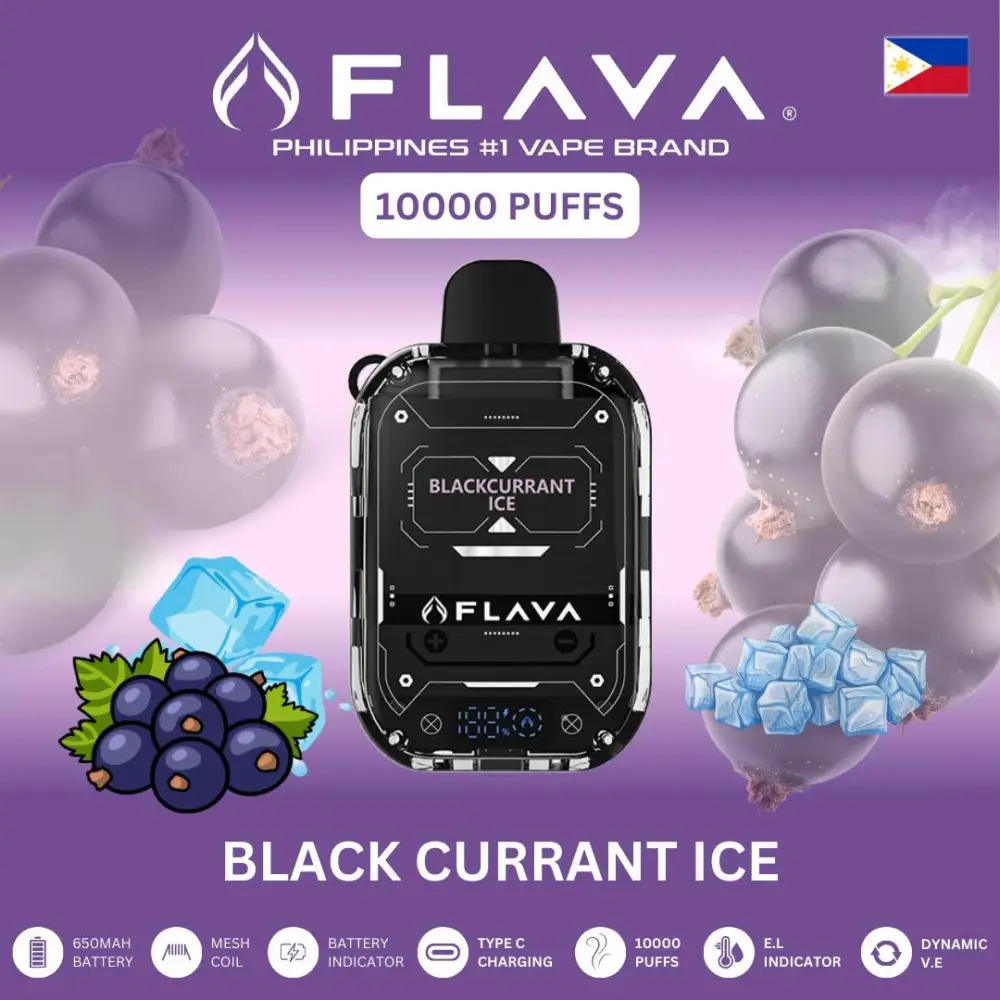 FLAVA®
PHILIPPINES #1 VAPE BRAND
10000 PUFFS
BLACKCURRANT
ICE
FLAVA
100%
BLACK CURRANT ICE
650MAH
BATTERY
MESH
COIL
BATTERY
INDICATOR
TYPE C
CHARGING
10000
PUFFS
E.L
INDICATOR
DYNAMIC
V.E